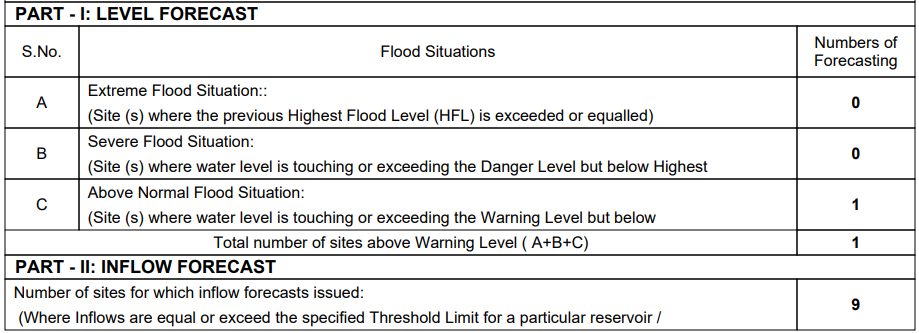 PART - I: LEVEL FORECAST
S.No.
Flood Situations
Numbers of
Forecasting
A
Extreme Flood Situation::
(Site (s) where the previous Highest Flood Level (HFL) is exceeded or equalled)
0
B
Severe Flood Situation:
(Site (s) where water level is touching or exceeding the Danger Level but below Highest
0
C
Above Normal Flood Situation:
(Site (s) where water level is touching or exceeding the Warning Level but below
1
Total number of sites above Warning Level ( A+B+C)
1
PART - II: INFLOW FORECAST
Number of sites for which inflow forecasts issued:
(Where Inflows are equal or exceed the specified Threshold Limit for a particular reservoir /
9